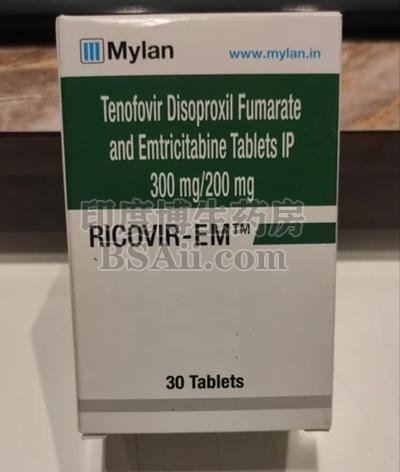 Mylan
www.mylan.in
Tenofovir Disoproxil Fumarate
and Emtricitabine Tablets IP
300 mg/200 mg
印度博生药房
RICOVIR-EM™
BSAii.com
30 Tablets